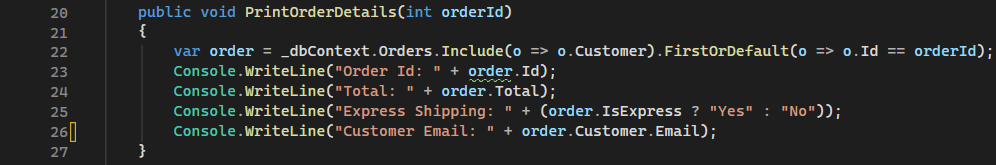 20 public void PrintOrderDetails(int orderId)
21 {
22 var order = _dbContext.Orders.Include(o => o.Customer).FirstOrDefault(o => o.Id == orderId);
23 Console.WriteLine("Order Id: " + order.Id);
24 Console.WriteLine("Total: " + order.Total);
25 Console.WriteLine("Express Shipping: " + (order.IsExpress ? "Yes" : "No"));
26 Console.WriteLine("Customer Email: " + order.Customer.Email);
27 }